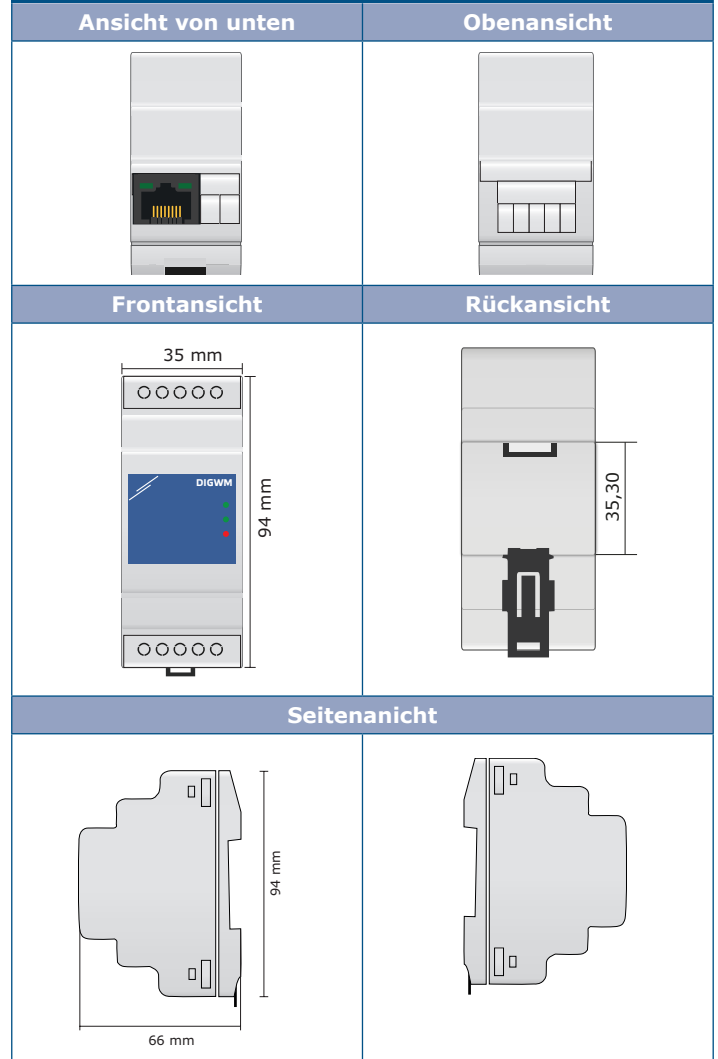 Ansicht von unten
Obenansicht
Frontansicht
Rückansicht
35 mm
DIGWM
94 mm
35,30
Seitenanicht
94 mm
66 mm